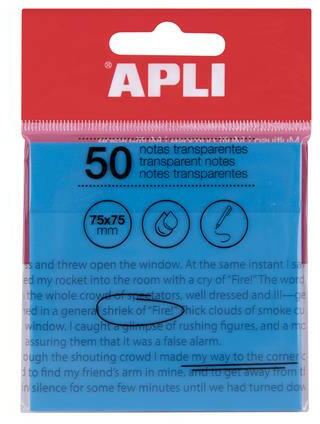 APLI
50
notas transparentes
transparent notes
notes transparentes
75x75
mm
s and threw open the window. At the same instant I sa
ed my rocket into the room with a cry of "Fire!" The word
the whole crowd of spectators, well dressed and ill—ge
ed in a general shriek of "Fire!" Thick clouds of smoke cu
window. I caught a glimpse of rushing figures, and a mo
assuring them that it was a false alarm.
ough the shouting crowd I made my way to the corner o
d to find my friend's arm in mine, and to get away from th
in silence for some few minutes until we had turned dow